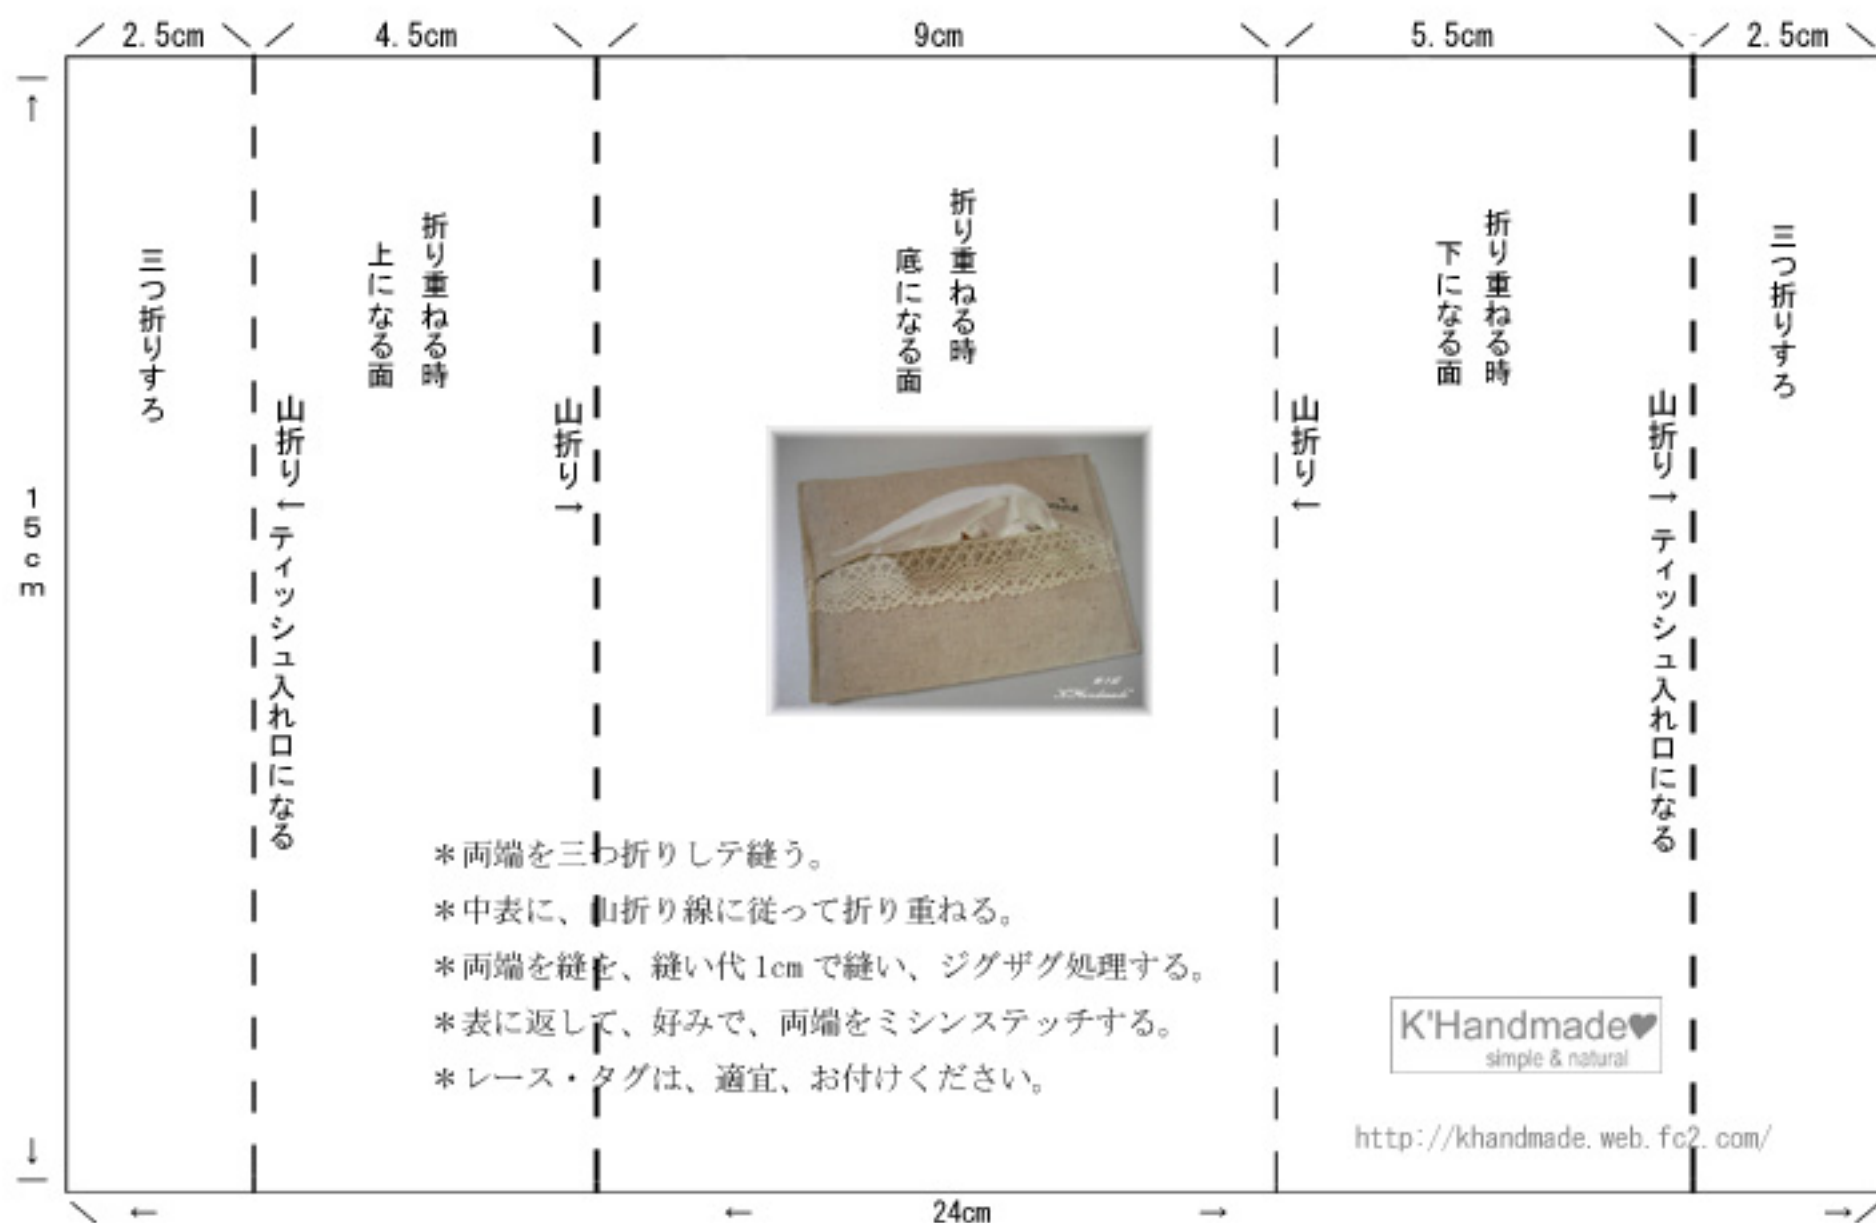 2.5cm
4.5cm
9cm
5.5cm
2.5cm
15cm
三つ折りすろ
山折り←ティッシュ入れ口になる
折り重ねる時
上になる面
山折り→
折り重ねる時
底になる面
山折り←
折り重ねる時
下になる面
山折り→ ティッシュ入れ口になる
三つ折りすろ
K'Handmade
*両端を三つ折りしテ縫う。
*中表に、山折り線に従って折り重ねる。
*両端を縫を、縫い代1cmで縫い、ジグザグ処理する。
*表に返して、好みで、両端をミシンステッチする。
*レース・タグは、適宜、お付けください。
K'Handmade♥
simple & natural
http://khandmade.web.fc2.com/
← ← 24cm → →